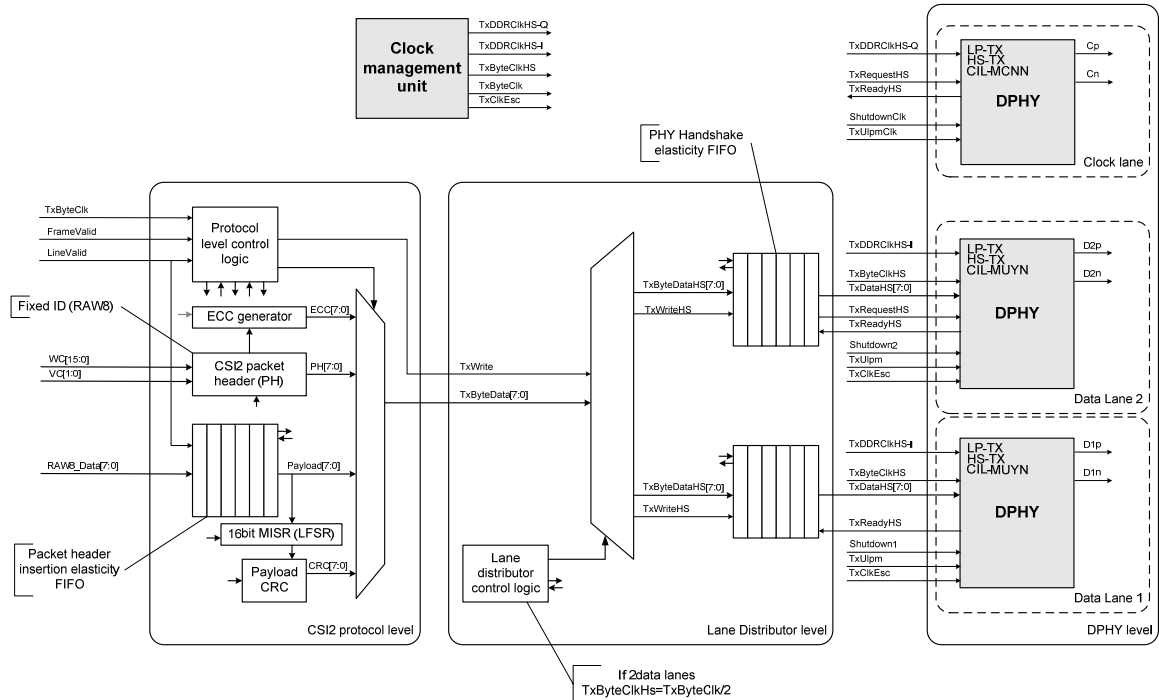 Clock
management
unit
TxDDRClkHS-Q
TxDDRClkHS-I
TxByteClkHS
TxByteClk
TxClkEsc
PHY Handshake
elasticity FIFO
TxDDRClkHS-Q
TxRequestHS
TxReadyHS
ShutdownClk
TxUlpmClk
LP-TX
HS-TX
CIL-MCNN
DPHY
Cp
Cn
Clock lane
TxByteClk
FrameValid
LineValid
Protocol
level control
logic
Fixed ID (RAW8)
ECC generator
ECC[7:0]
WC[15:0]
VC[1:0]
CSI2 packet
header (PH)
PH[7:0]
RAW8_Data[7:0]
Payload[7:0]
16bit MISR (LFSR)
Payload
CRC
CRC[7:0]
Packet header
insertion elasticity
FIFO
CSI2 protocol level
TxWrite
TxByteData[7:0]
TxByteDataHS[7:0]
TxWriteHS
TxByteDataHS[7:0]
TxWriteHS
Lane
distributor
control logic
Lane Distributor level
If 2data lanes
TxByteClkHs=TxByteClk/2
TxDDRClkHS-I
TxByteClkHS
TxDataHS[7:0]
TxRequestHS
TxReadyHS
Shutdown2
TxUlpm
TxClkEsc
LP-TX
HS-TX
CIL-MUYN
DPHY
D2p
D2n
Data Lane 2
TxDDRClkHS-I
TxByteClkHS
TxDataHS[7:0]
TxReadyHS
Shutdown1
TxUlpm
TxClkEsc
LP-TX
HS-TX
CIL-MUYN
DPHY
D1p
D1n
Data Lane 1
DPHY level